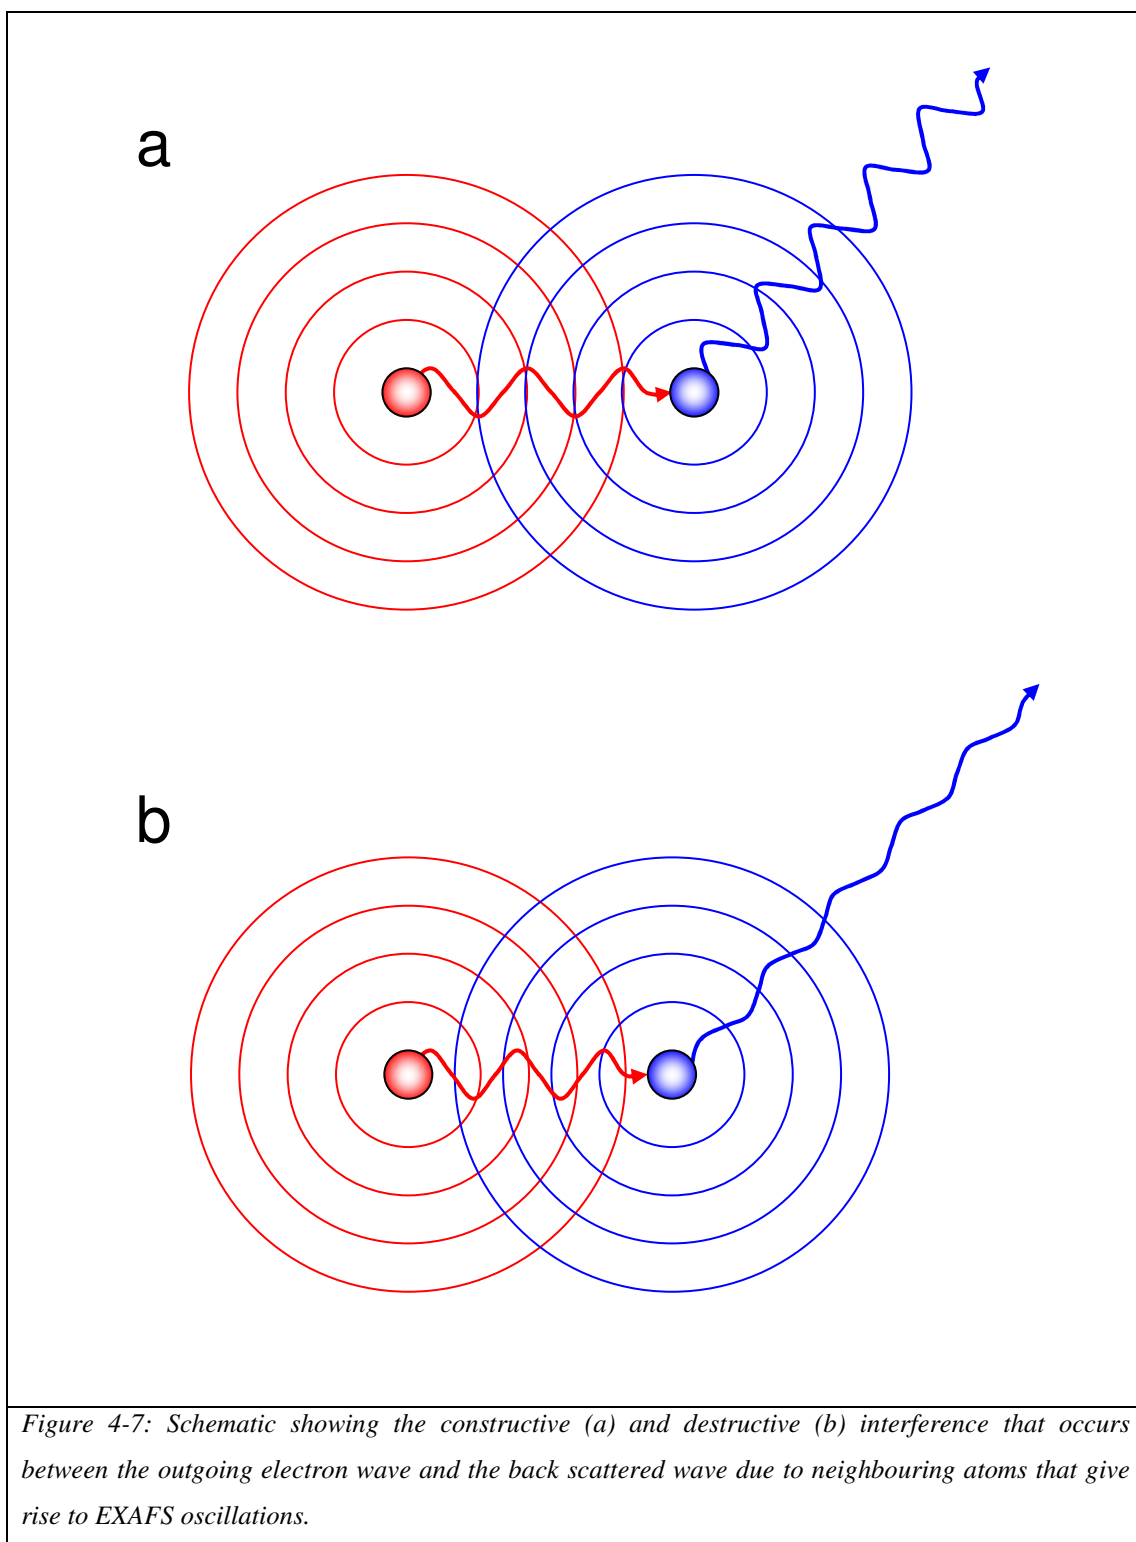 a
b
Figure 4-7: Schematic showing the constructive (a) and destructive (b) interference that occurs
between the outgoing electron wave and the back scattered wave due to neighbouring atoms that give
rise to EXAFS oscillations.